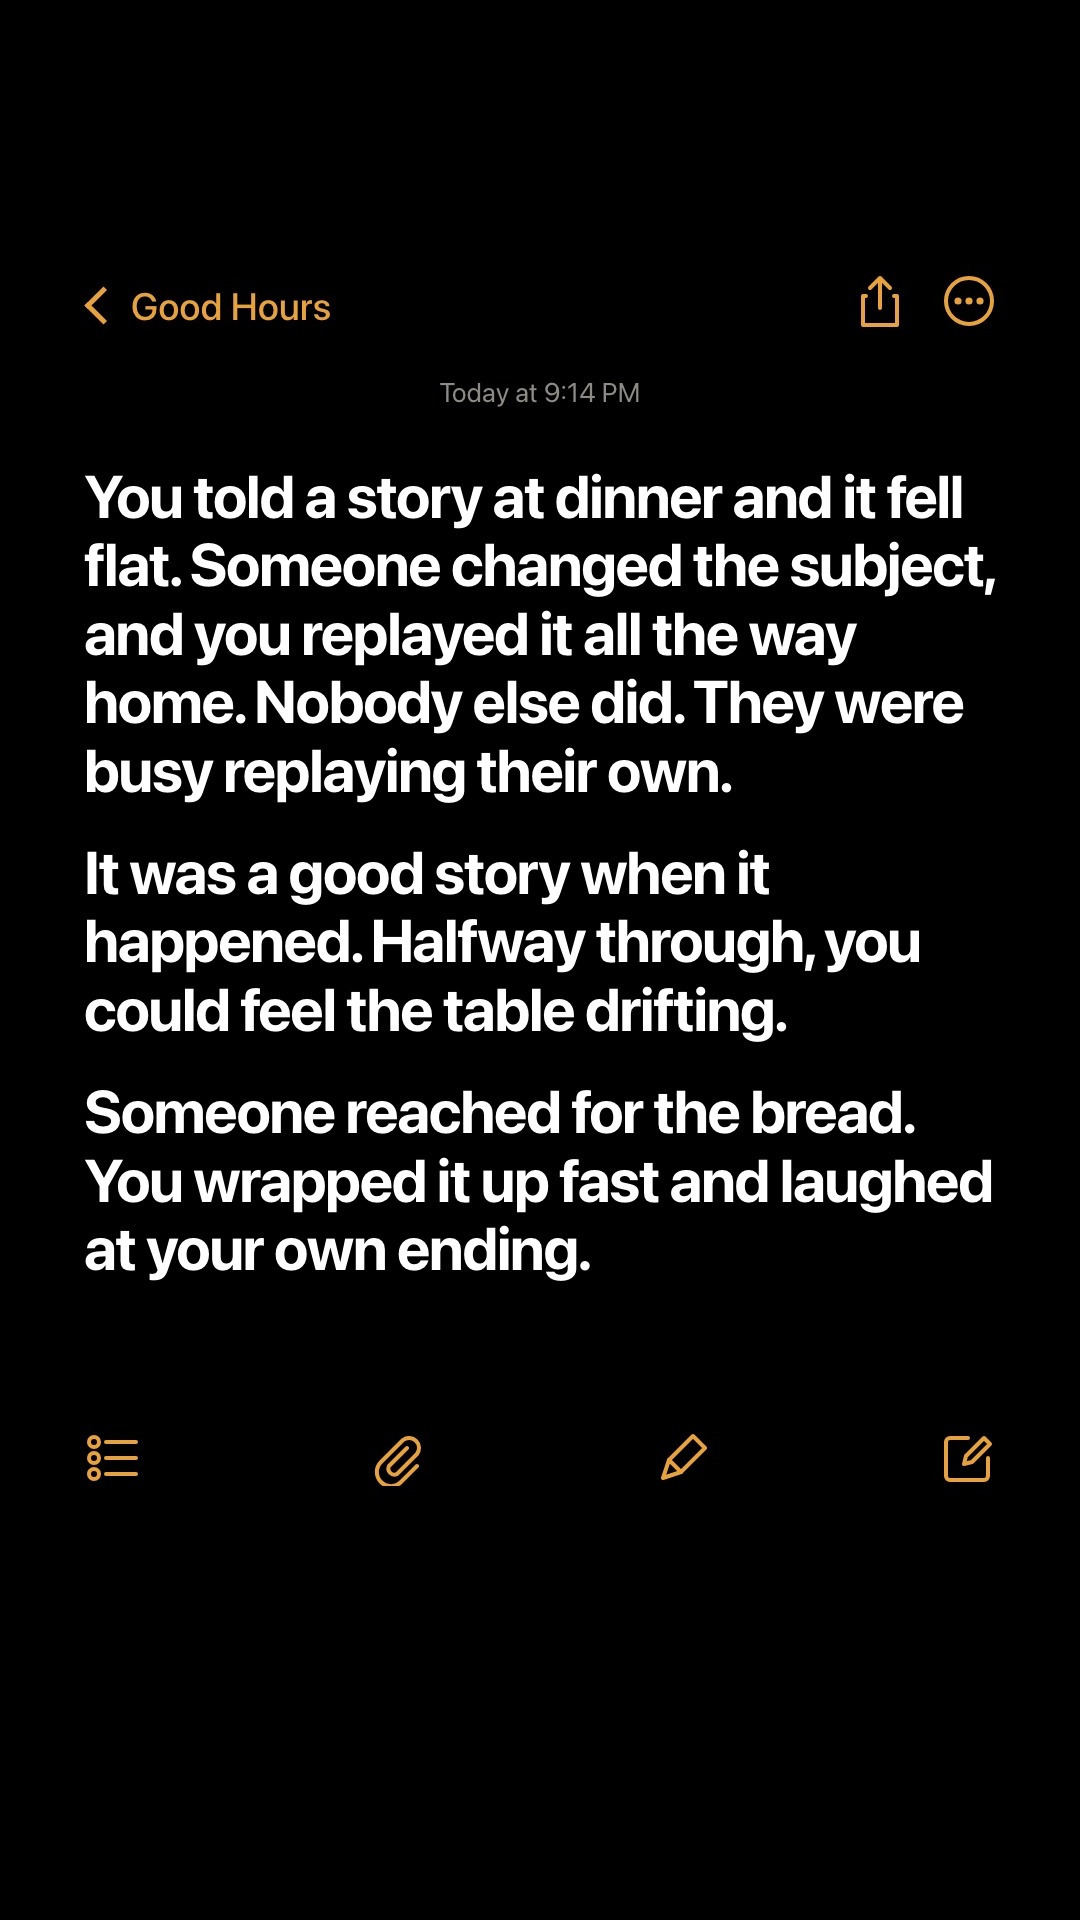 Good Hours
Today at 9:14 PM
You told a story at dinner and it fell
flat. Someone changed the subject,
and you replayed it all the way
home. Nobody else did. They were
busy replaying their own.
It was a good story when it
happened. Halfway through, you
could feel the table drifting.
Someone reached for the bread.
You wrapped it up fast and laughed
at your own ending.